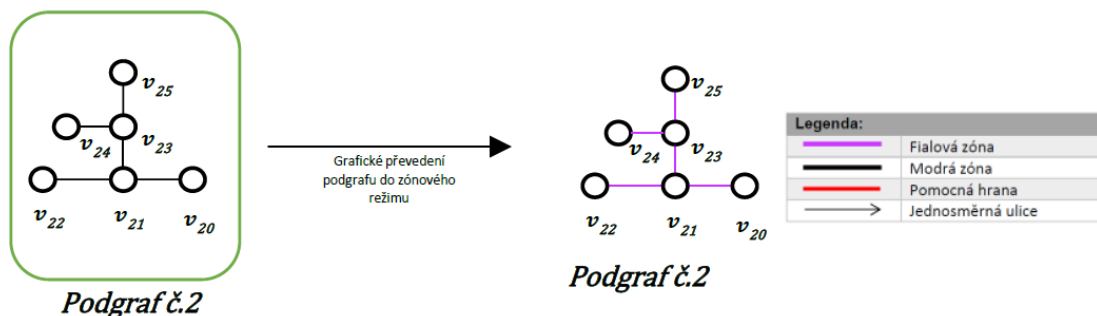 v25
v24
v23
v22
v21
v20
Podgraf č.2
Grafické převedení
podgrafu do zónového
režimu
v25
v24
v23
v22
v21
v20
Podgraf č.2
Legenda:
Fialová zóna
Modrá zóna
Pomocná hrana
Jednosměrná ulice